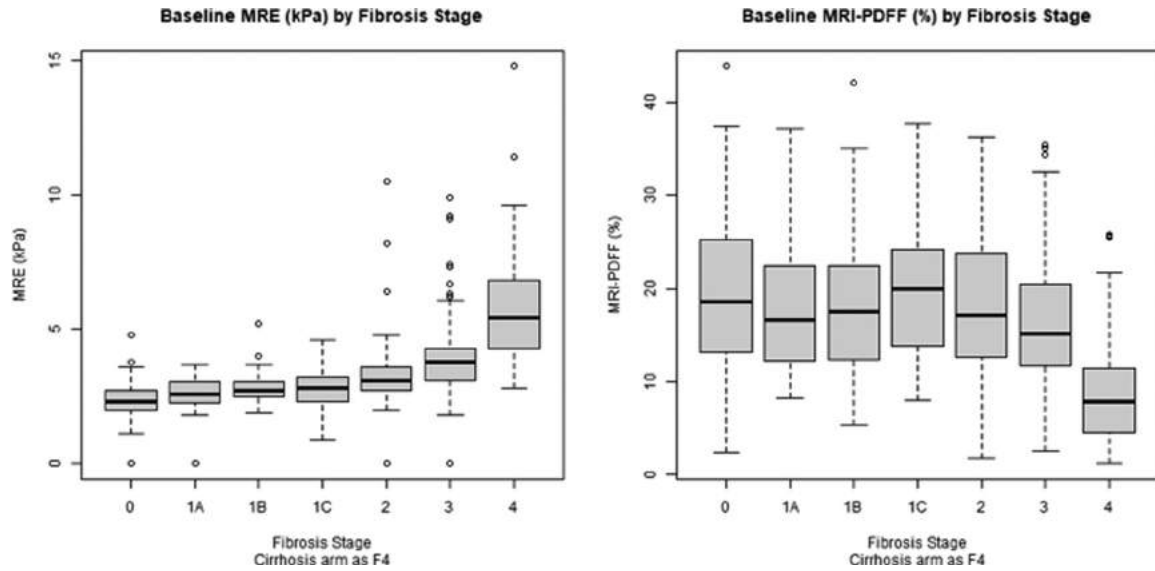 Baseline MRE (kPa) by Fibrosis Stage
MRE (kPa)
15
10
5
0
0 1A 1B 1C 2 3 4
Fibrosis Stage
Cirrhosis arm as F4
Baseline MRI-PDFF (%) by Fibrosis Stage
MRI-PDFF (%)
40
30
20
10
0
0 1A 1B 1C 2 3 4
Fibrosis Stage
Cirrhosis arm as F4